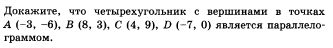 Докажите, что четырехугольник с вершинами в точках
A (−3, −6), B (8, 3), C (4, 9), D (−7, 0) является параллело-
граммом.